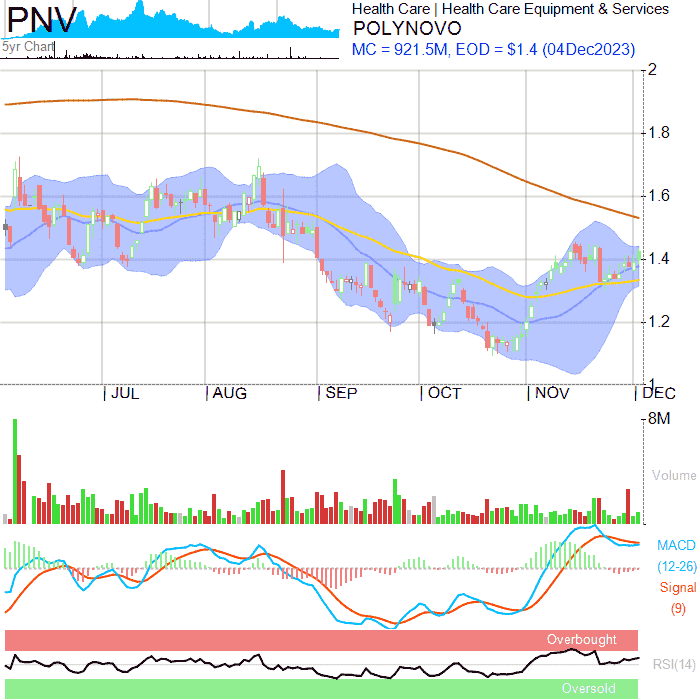 PNV
5yr Chart
Health Care | Health Care Equipment & Services
POLYNOVO
MC = 921.5M, EOD = $1.4 (04Dec2023)
2
1.8
1.6
1.4
1.2
1
JUL AUG SEP OCT NOV DEC
8M
Volume
MACD
(12-26)
Signal
(9)
Overbought
RSI(14)
Oversold